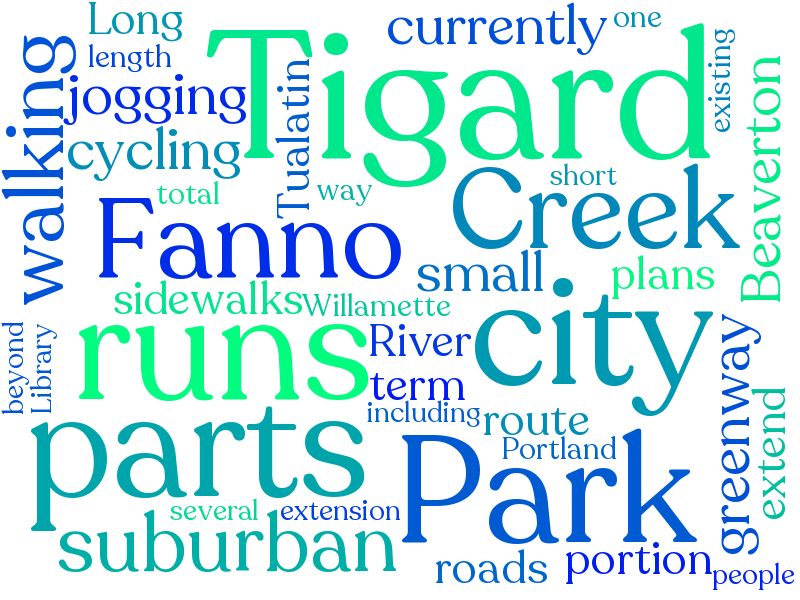 Long
currently
one
length
Tigard
existing
walking
jogging
Tualatin
Beaverton
cycling
total
way
short
Creek
Fanno
small
plans
sidewalks
Willamette
city
runs
River
beyond
Library
term
greenway
including
route
extend
parts
Portland
Park
several
extension
suburban
roads
portion
people